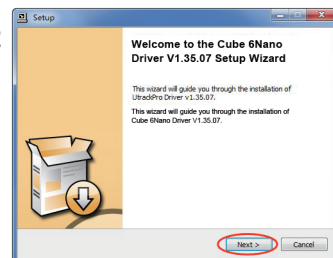 Setup
Welcome to the Cube 6Nano
Driver V1.35.07 Setup Wizard
This wizard will guide you through the installation of
UtrackPro Driver v1.35.07.
This wizard will guide you through the installation of
Cube 6Nano Driver V1.35.07.
Next >
Cancel